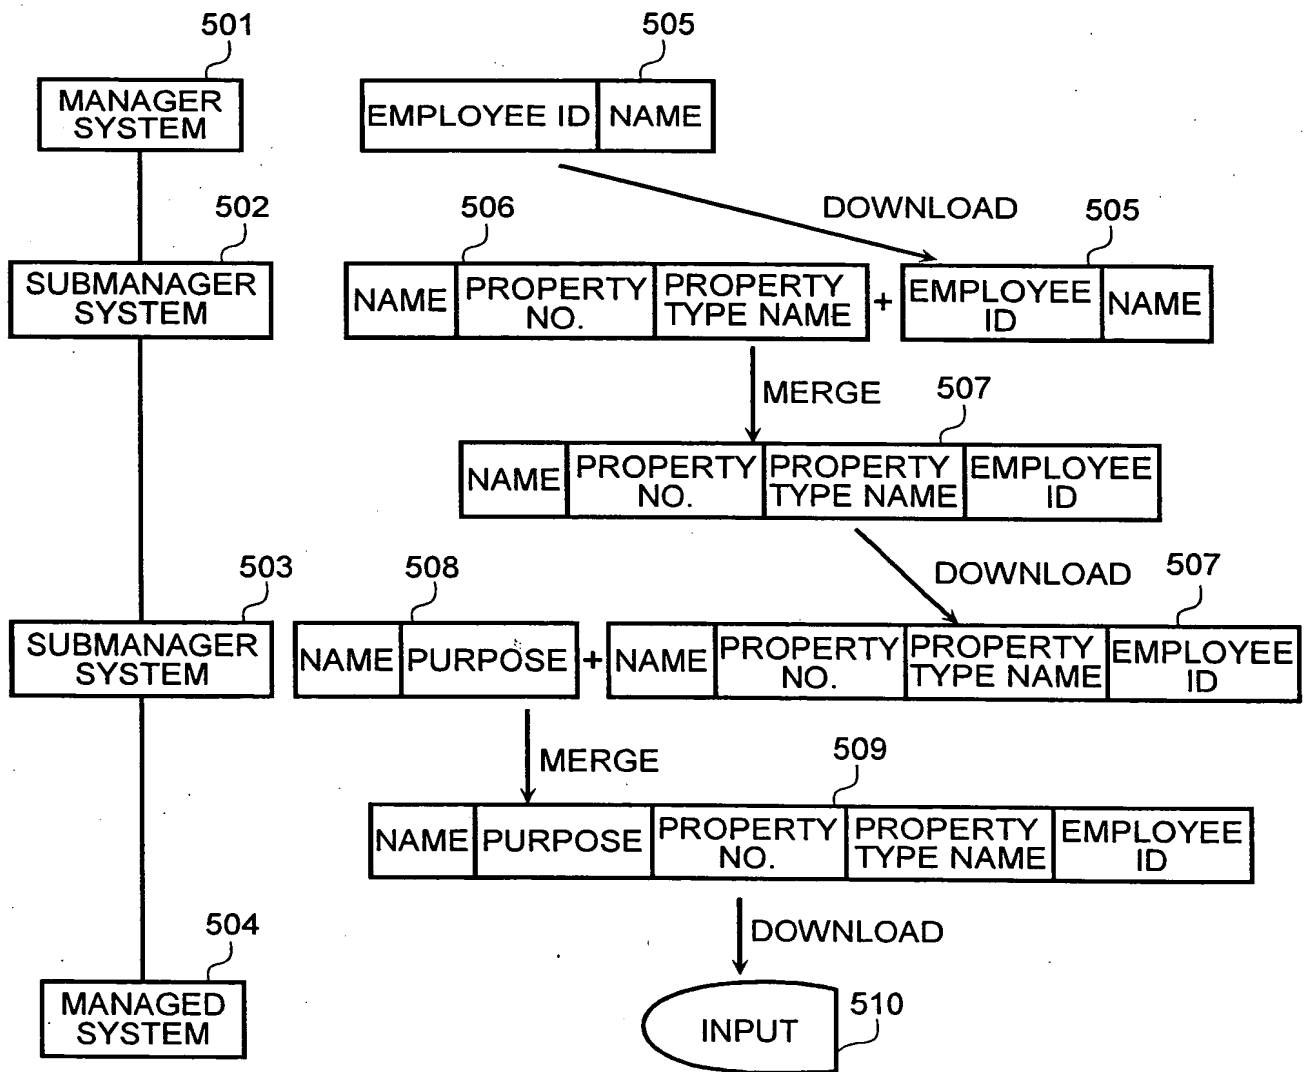 501
505
MANAGER
SYSTEM
EMPLOYEE ID
NAME
DOWNLOAD
502
506
505
SUBMANAGER
SYSTEM
NAME
PROPERTY
NO.
PROPERTY
TYPE NAME
+
EMPLOYEE
ID
NAME
MERGE
507
NAME
PROPERTY
NO.
PROPERTY
TYPE NAME
EMPLOYEE
ID
DOWNLOAD
503
508
507
SUBMANAGER
SYSTEM
NAME
PURPOSE
+
NAME
PROPERTY
NO.
PROPERTY
TYPE NAME
EMPLOYEE
ID
MERGE
509
NAME
PURPOSE
PROPERTY
NO.
PROPERTY
TYPE NAME
EMPLOYEE
ID
DOWNLOAD
504
MANAGED
SYSTEM
INPUT
510